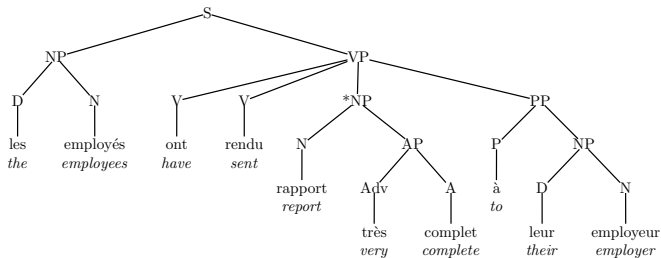 S
NP VP
D N V V *NP PP
les employés ont rendu N AP P NP
the employees have sent
rapport Adv A à D N
report to
très complet leur employeur
very complete their employer